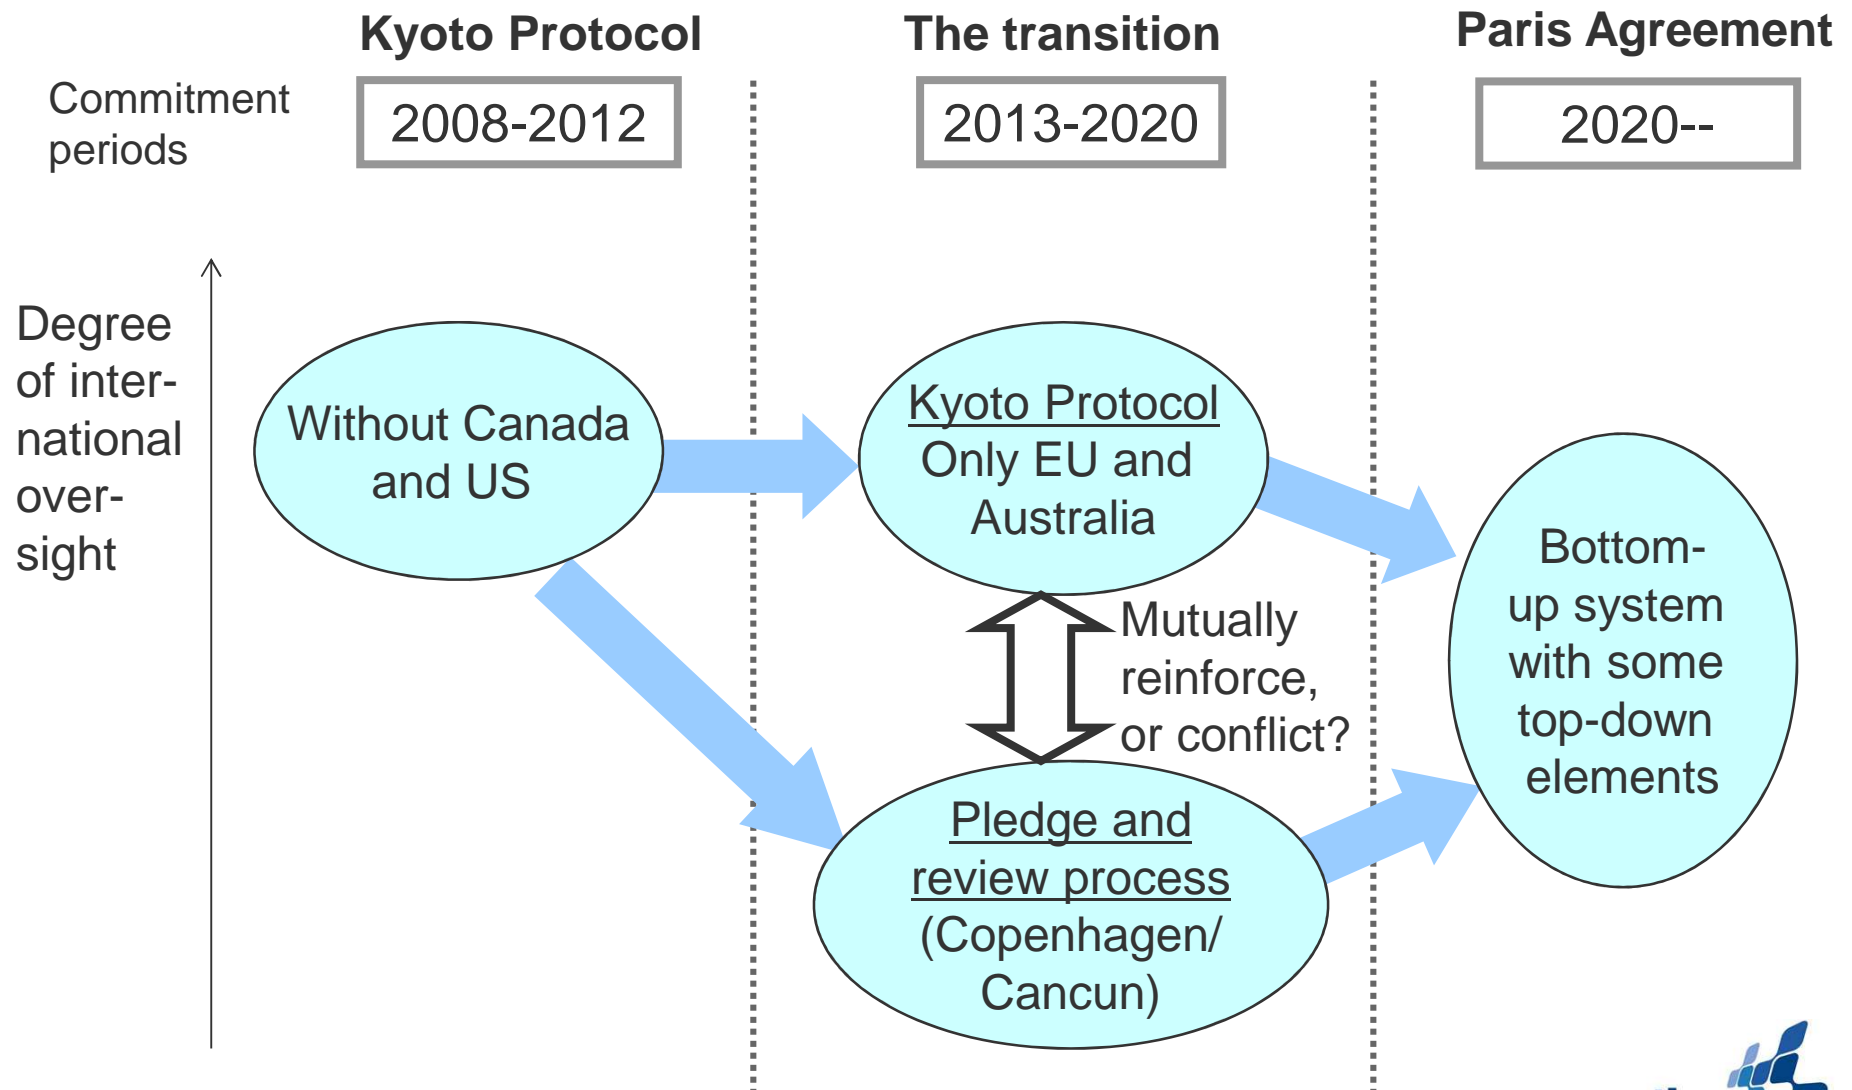 Kyoto Protocol
The transition
Paris Agreement
Commitment
periods
2008-2012
2013-2020
2020--
Degree
of inter-
national
over-
sight
Without Canada
and US
Kyoto Protocol
Only EU and
Australia
Mutually
reinforce,
or conflict?
Pledge and
review process
(Copenhagen/
Cancun)
Bottom-
up system
with some
top-down
elements